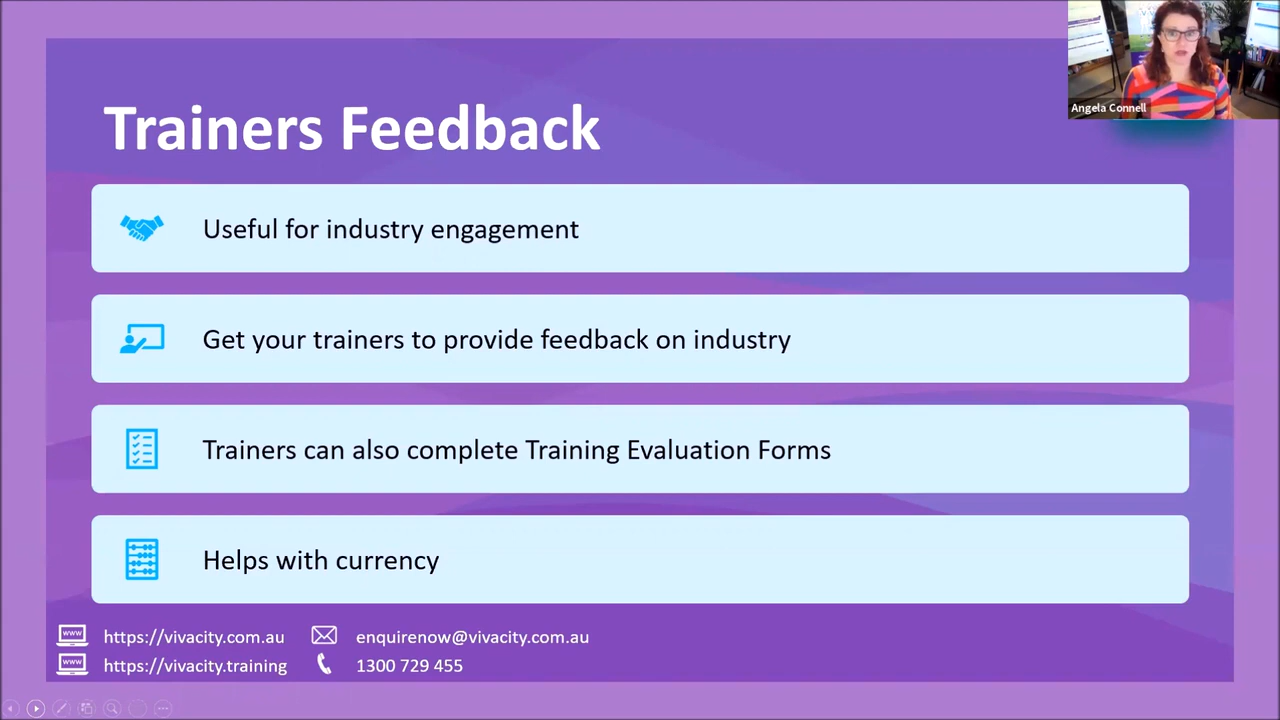 Angela Connell
Trainers Feedback
Useful for industry engagement
Get your trainers to provide feedback on industry
Trainers can also complete Training Evaluation Forms
Helps with currency
www https://vivacity.com.au enquirenow@vivacity.com.au
www https://vivacity.training 1300 729 455